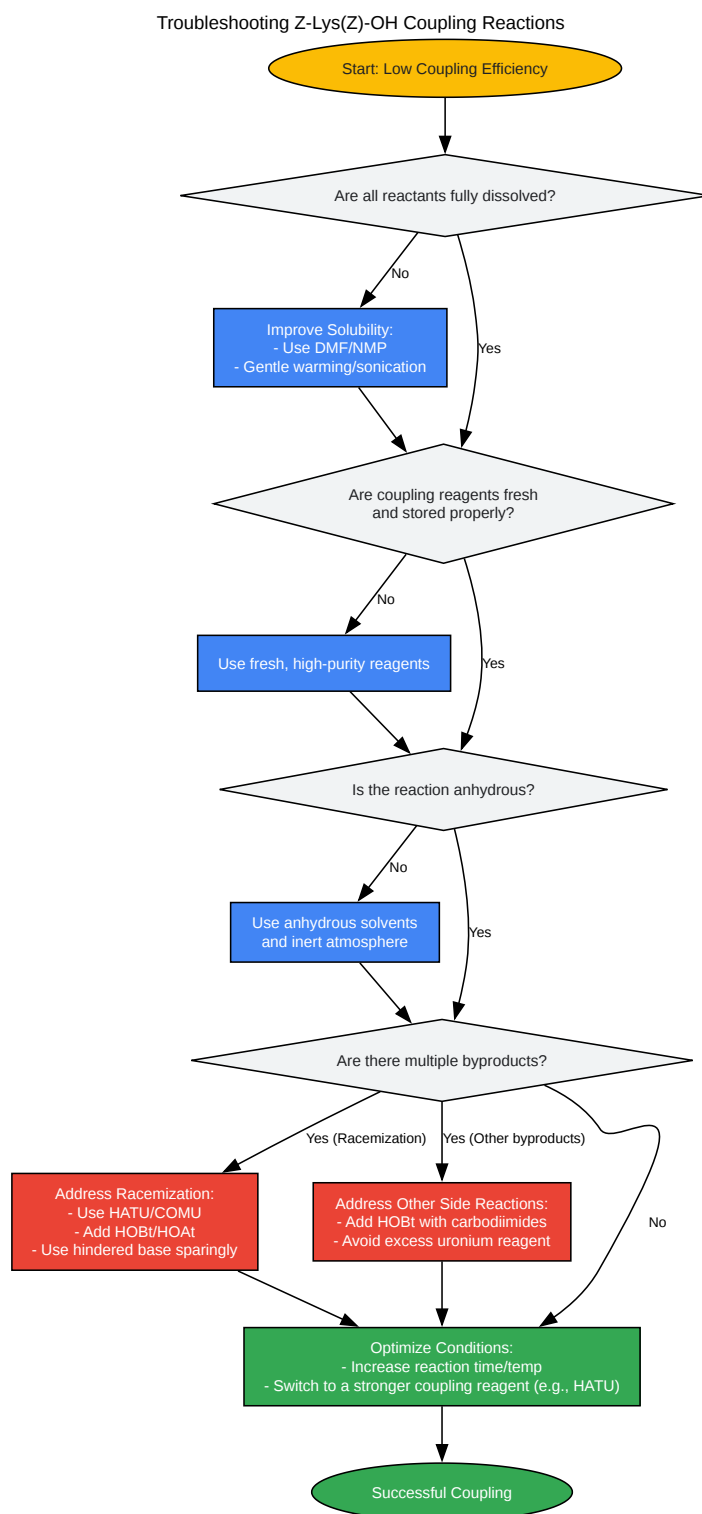 Troubleshooting Z-Lys(Z)-OH Coupling Reactions
Start: Low Coupling Efficiency
Are all reactants fully dissolved?
No
Improve Solubility:
- Use DMF/NMP
- Gentle warming/sonication
Yes
Are coupling reagents fresh
and stored properly?
No
Use fresh, high-purity reagents
Yes
Is the reaction anhydrous?
No
Use anhydrous solvents
and inert atmosphere
Yes
Are there multiple byproducts?
Yes (Racemization)
Yes (Other byproducts)
No
Address Racemization:
- Use HATU/COMU
- Add HOBt/HOAt
- Use hindered base sparingly
Address Other Side Reactions:
- Add HOBt with carbodiimides
- Avoid excess uronium reagent
Optimize Conditions:
- Increase reaction time/temp
- Switch to a stronger coupling reagent (e.g., HATU)
Successful Coupling